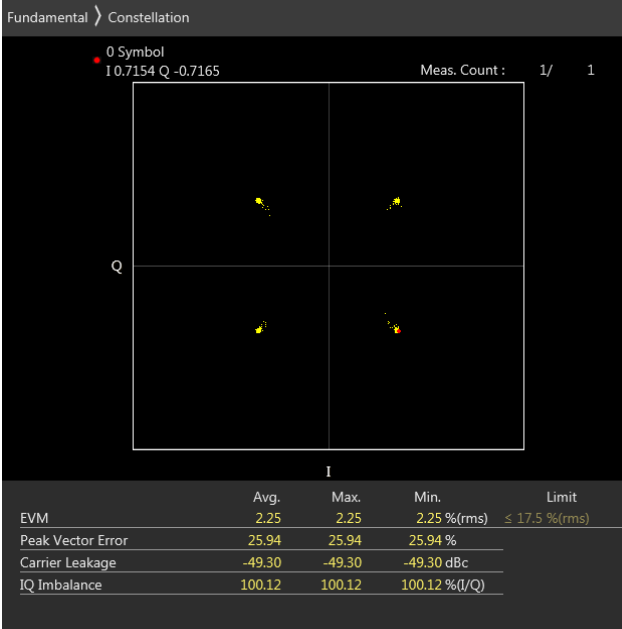 Fundamental 〉 Constellation
0 Symbol
I 0.7154 Q -0.7165 Meas. Count : 1/ 1
Q
I
Avg. Max. Min. Limit
EVM 2.25 2.25 2.25 %(rms) ≤ 17.5 %(rms)
Peak Vector Error 25.94 25.94 25.94 %
Carrier Leakage -49.30 -49.30 -49.30 dBc
IQ Imbalance 100.12 100.12 100.12 %(I/Q)